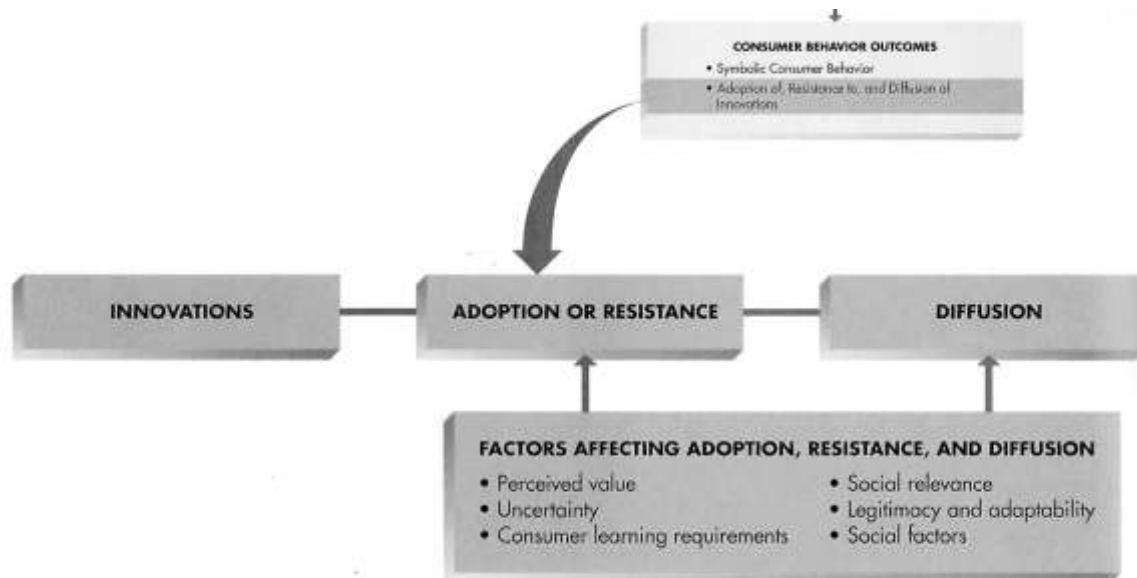 CONSUMER BEHAVIOR OUTCOMES
• Symbolic Consumer Behavior
• Adoption of, Resistance to, and Diffusion of
Innovations
INNOVATIONS
ADOPTION OR RESISTANCE
DIFFUSION
FACTORS AFFECTING ADOPTION, RESISTANCE, AND DIFFUSION
• Perceived value
• Uncertainty
• Consumer learning requirements
• Social relevance
• Legitimacy and adaptability
• Social factors